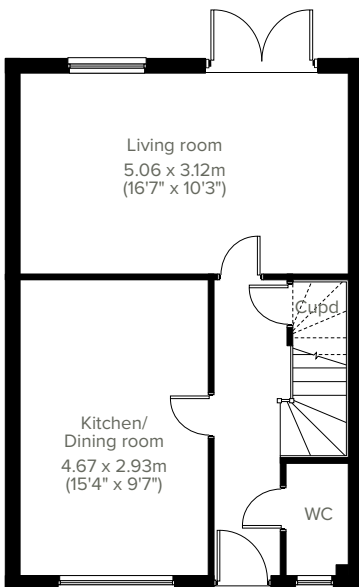 Living room
5.06 x 3.12m
(16'7" x 10'3")
Cupd
Kitchen/
Dining room
4.67 x 2.93m
(15'4" x 9'7")
WC